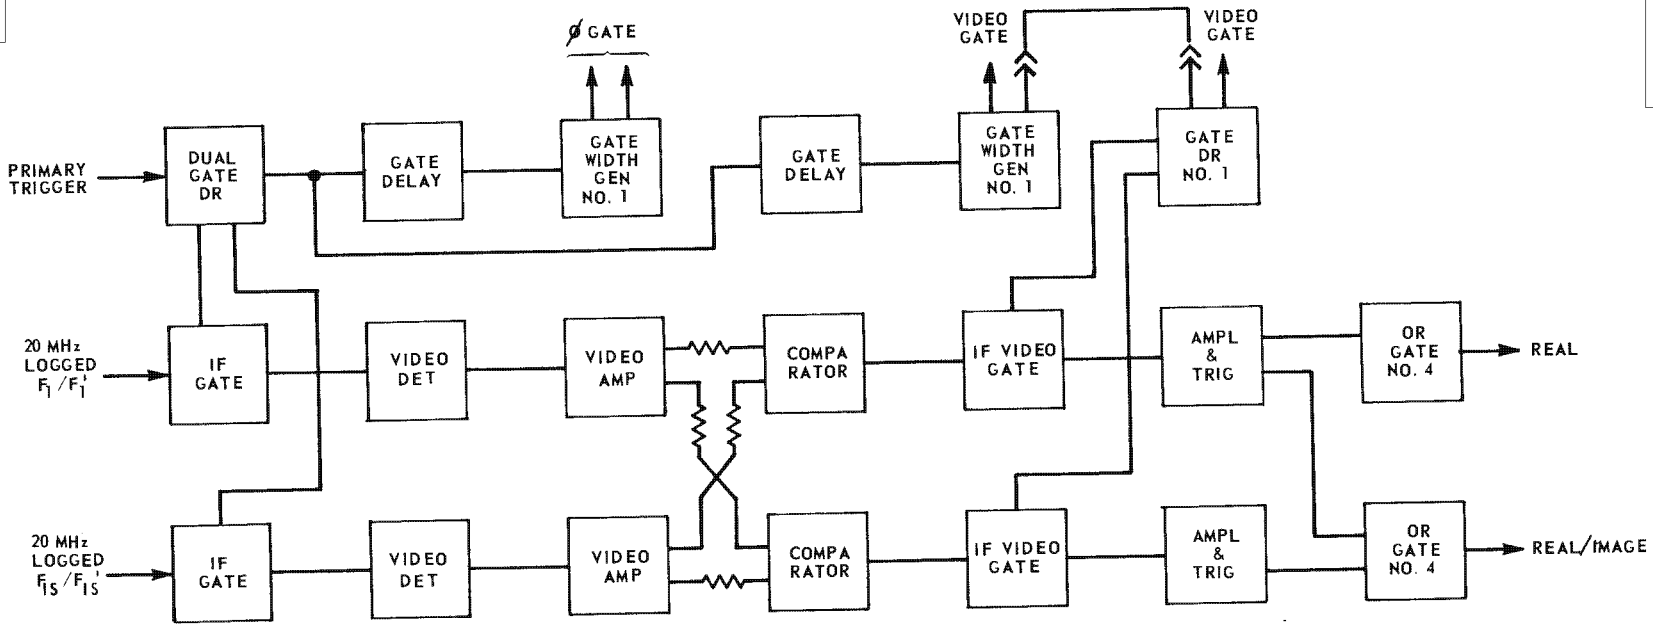 Ø GATE
VIDEO
GATE
VIDEO
GATE
PRIMARY
TRIGGER
DUAL
GATE
DR
GATE
DELAY
GATE
WIDTH
GEN
NO. 1
GATE
DELAY
GATE
WIDTH
GEN
NO. 1
GATE
DR
NO. 1
20 MHz
LOGGED
F1/F1'
IF
GATE
VIDEO
DET
VIDEO
AMP
COMPA
RATOR
IF VIDEO
GATE
AMPL
&
TRIG
OR
GATE
NO. 4
REAL
20 MHz
LOGGED
F1S/F1S'
IF
GATE
VIDEO
DET
VIDEO
AMP
COMPA
RATOR
IF VIDEO
GATE
AMPL
&
TRIG
OR
GATE
NO. 4
REAL/IMAGE